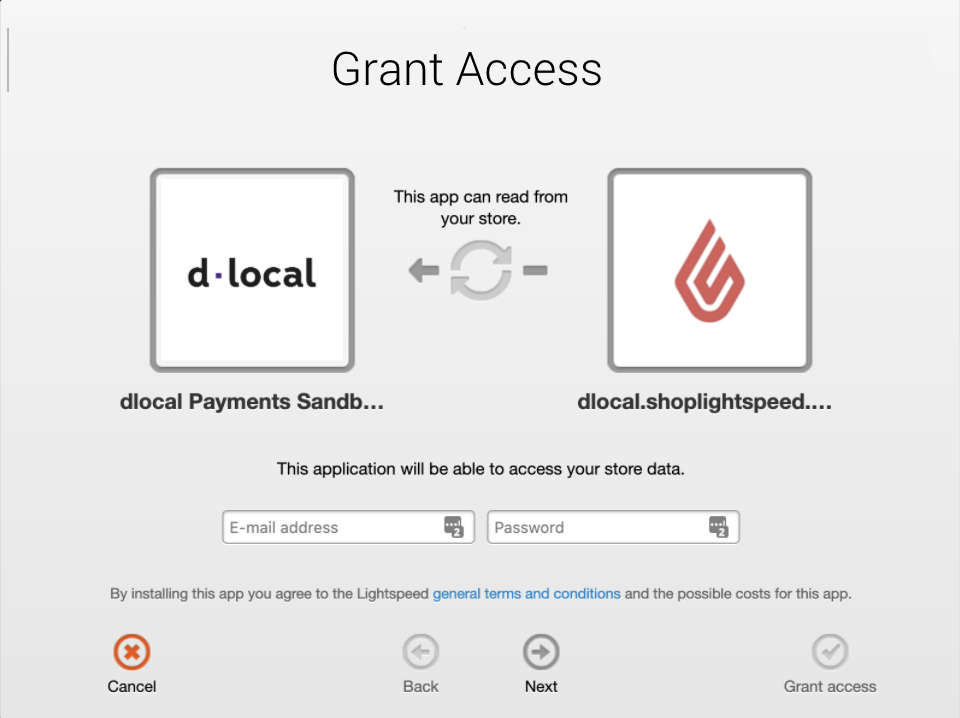 Grant Access
This app can read from
your store.
d·local
dlocal Payments Sandb...
dlocal.shoplightspeed....
This application will be able to access your store data.
E-mail address
2
Password
2
By installing this app you agree to the Lightspeed general terms and conditions and the possible costs for this app.
Cancel
Back
Next
Grant access